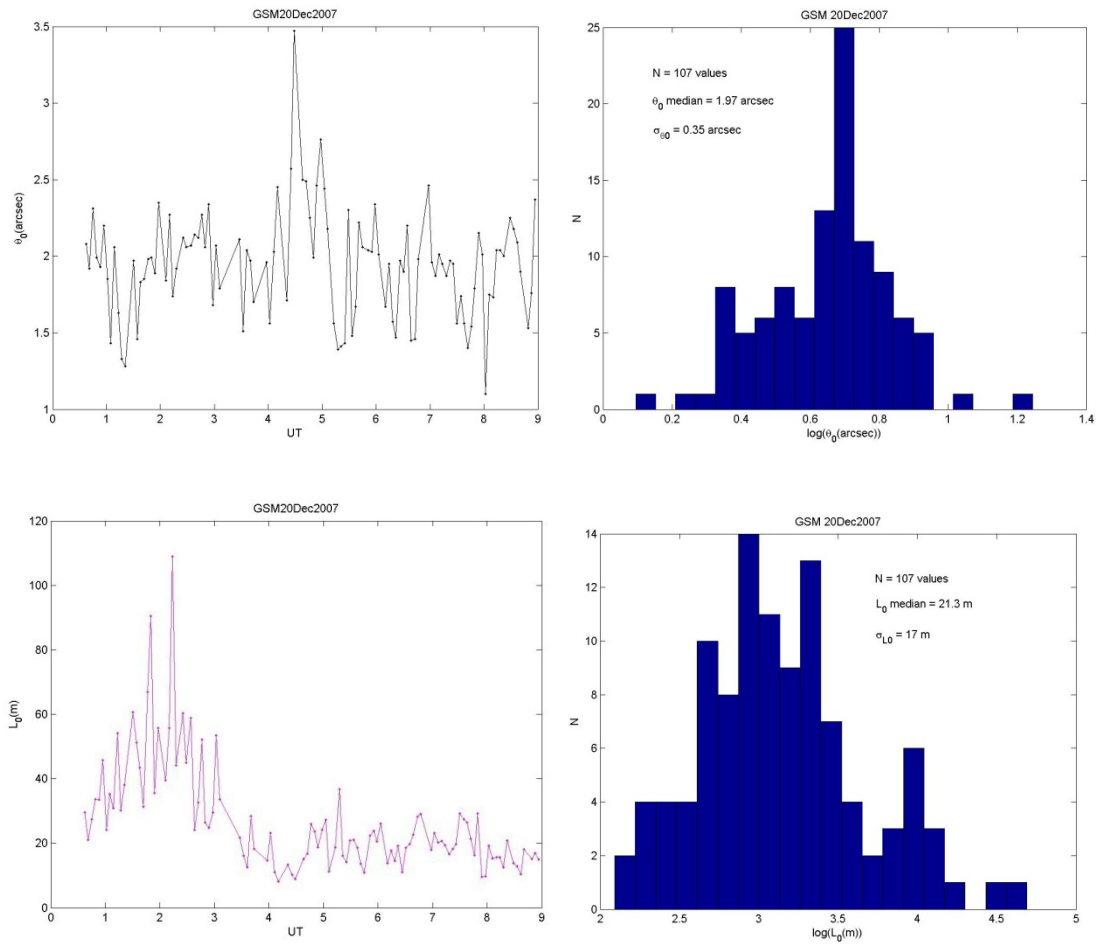 GSM20Dec2007
3.5
3
2.5
2
1.5
1
θ₀(arcsec)
0 1 2 3 4 5 6 7 8 9
UT
GSM 20Dec2007
25
20
15
10
5
0
N
N = 107 values
θ₀ median = 1.97 arcsec
σθ0 = 0.35 arcsec
0 0.2 0.4 0.6 0.8 1 1.2 1.4
log(θ₀(arcsec))
GSM20Dec2007
120
100
80
60
40
20
0
L₀(m)
0 1 2 3 4 5 6 7 8 9
UT
GSM 20Dec2007
14
12
10
8
6
4
2
0
N
N = 107 values
L₀ median = 21.3 m
σL0 = 17 m
2 2.5 3 3.5 4 4.5 5
log(L₀(m))